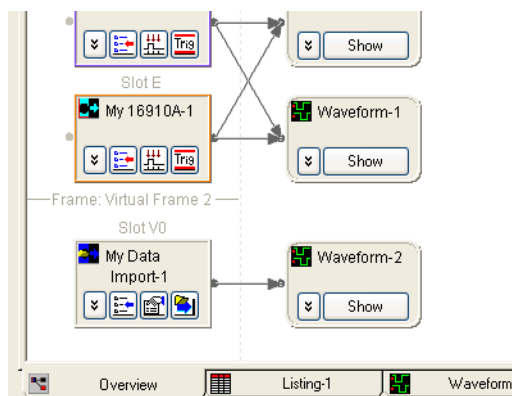 Trig
Show
Slot E
My 16910A-1
Trig
Waveform-1
Show
Frame: Virtual Frame 2
Slot V0
My Data
Import-1
Waveform-2
Show
Overview
Listing-1
Waveform